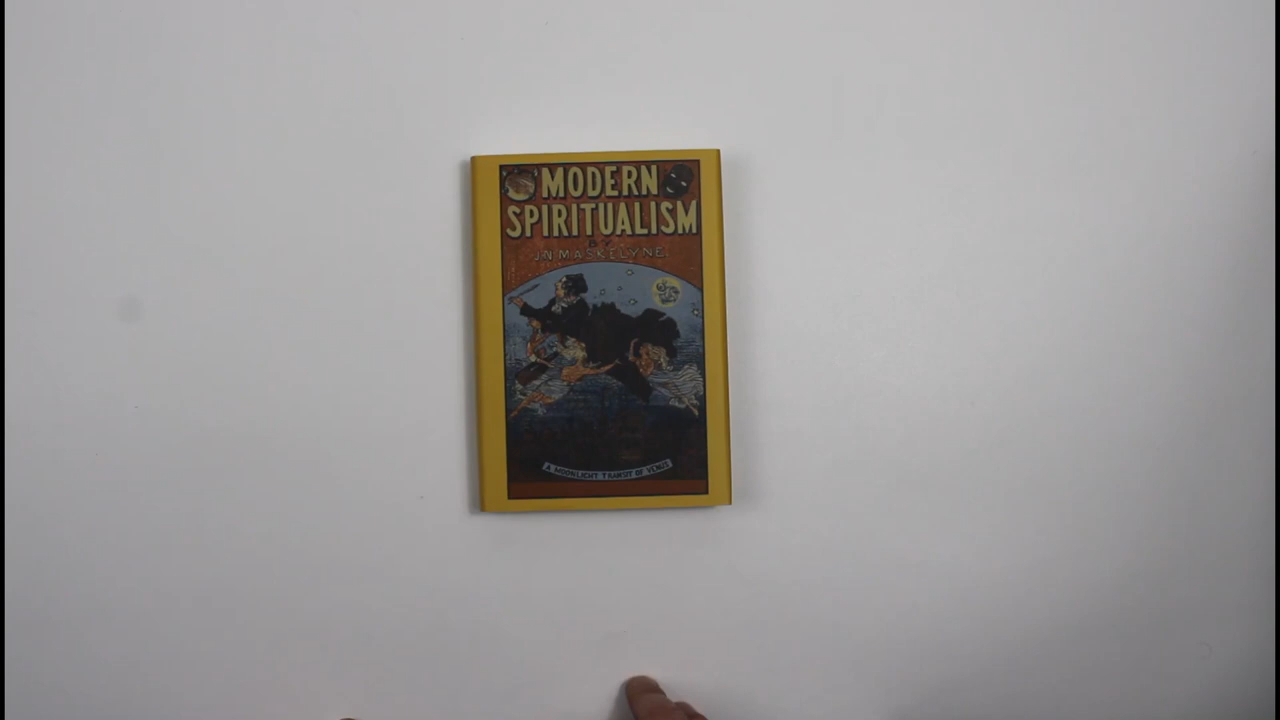 MODERN
SPIRITUALISM
BY
J.N. MASKELYNE.
A MOONLIGHT TRANSIT OF VENUS